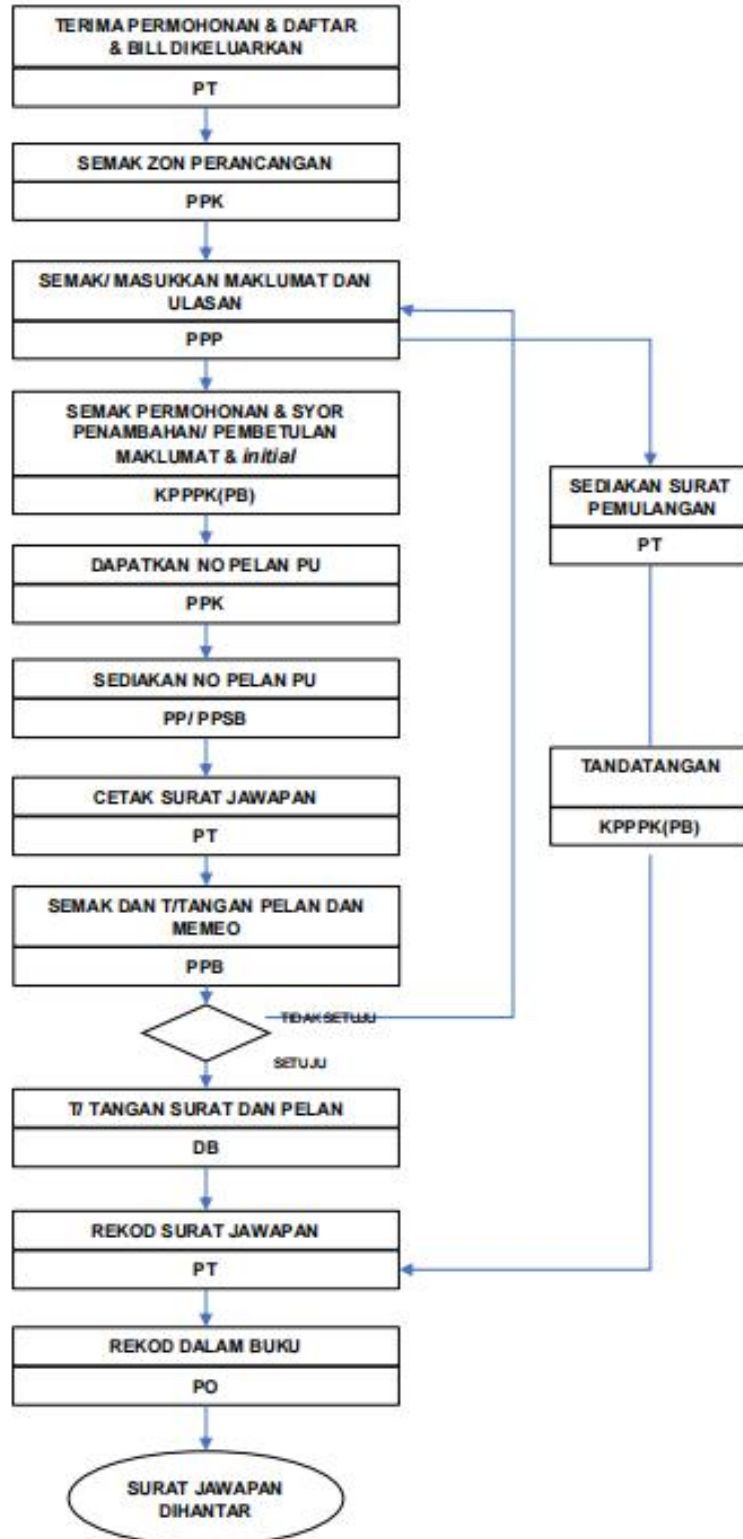 TERIMA PERMOHONAN & DAFTAR
& BILL DIKELUARKAN
PT
SEMAK ZON PERANCANGAN
PPK
SEMAK/ MASUKKAN MAKLUMAT DAN
ULASAN
PPP
SEMAK PERMOHONAN & SYOR
PENAMBAHAN/ PEMBETULAN
MAKLUMAT & initial
KPPPK(PB)
SEDIAKAN SURAT
PEMULANGAN
PT
DAPATKAN NO PELAN PU
PPK
SEDIAKAN NO PELAN PU
PP/ PPSB
TANDATANGAN
KPPPK(PB)
CETAK SURAT JAWAPAN
PT
SEMAK DAN T/TANGAN PELAN DAN
MEMEO
PPB
TIDAK SETUJU
SETUJU
T/ TANGAN SURAT DAN PELAN
DB
REKOD SURAT JAWAPAN
PT
REKOD DALAM BUKU
PO
SURAT JAWAPAN
DIHANTAR